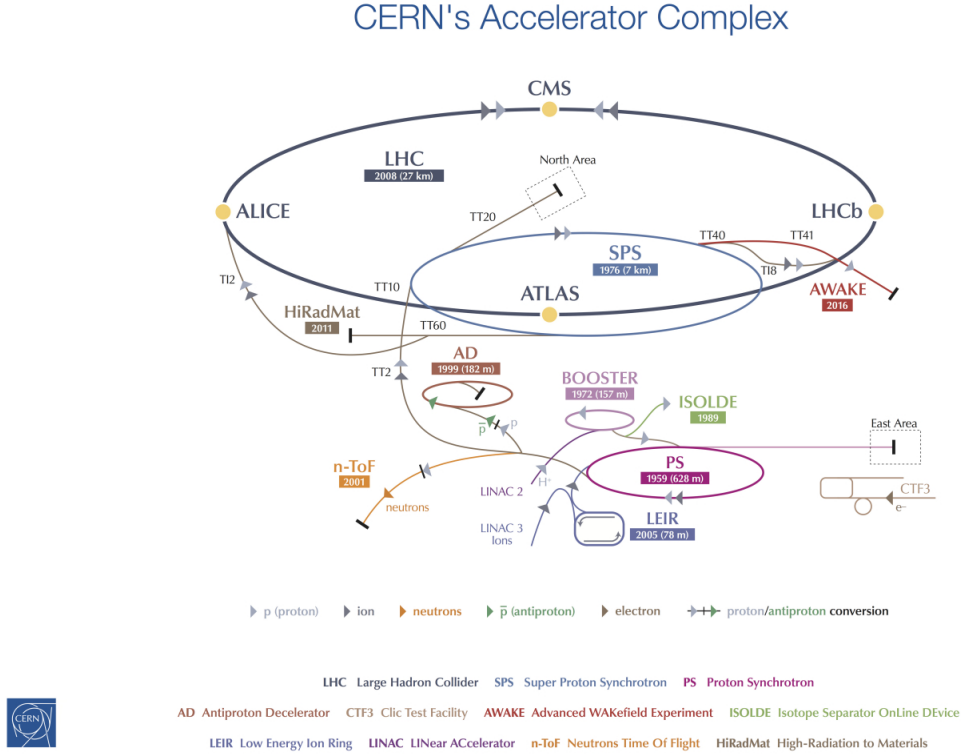 CERN's Accelerator Complex
CMS
LHC
2008 (27 km)
North Area
ALICE
LHCb
TT20
TT40
TT41
SPS
1976 (7 km)
TI8
TI2
TT10
ATLAS
AWAKE
2016
HiRadMat
2011
TT60
AD
1999 (182 m)
TT2
BOOSTER
1972 (157 m)
ISOLDE
1989
p̅
p
East Area
n-ToF
2001
PS
1959 (628 m)
neutrons
LINAC 2
H⁺
CTF3
e–
LINAC 3
Ions
LEIR
2005 (78 m)
p (proton)
ion
neutrons
p̅ (antiproton)
electron
proton/antiproton conversion
LHC Large Hadron Collider SPS Super Proton Synchrotron PS Proton Synchrotron
AD Antiproton Decelerator CTF3 Clic Test Facility AWAKE Advanced WAKefield Experiment ISOLDE Isotope Separator OnLine DEvice
LEIR Low Energy Ion Ring LINAC LINear ACcelerator n-ToF Neutrons Time Of Flight HiRadMat High-Radiation to Materials
CERN